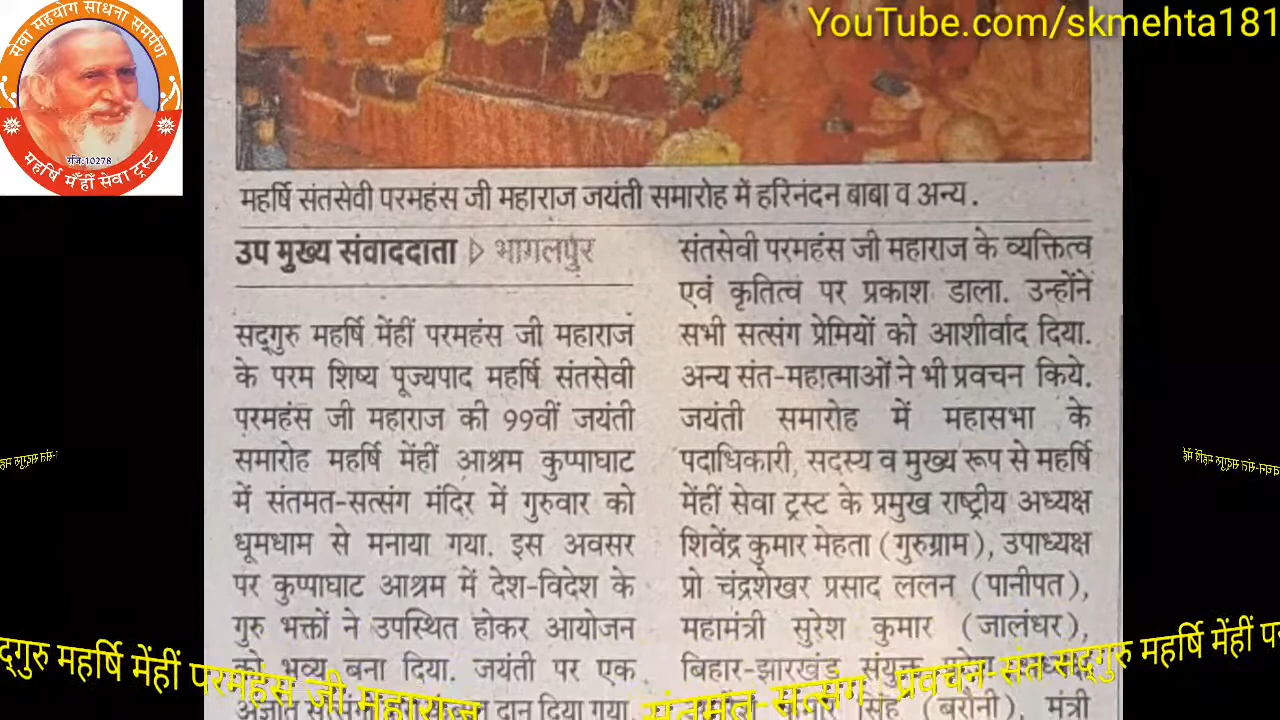 सेवा सहयोग साधना समर्पण
रजि:10278
महर्षि मेँहीँ सेवा ट्रस्ट
YouTube.com/skmehta181
महर्षि संतसेवी परमहंस जी महाराज जयंती समारोह में हरिनंदन बाबा व अन्य.
उप मुख्य संवाददाता ▷ भागलपुर
सद्गुरु महर्षि मेंहीं परमहंस जी महाराज
के परम शिष्य पूज्यपाद महर्षि संतसेवी
परमहंस जी महाराज की 99वीं जयंती
समारोह महर्षि मेंहीं आश्रम कुप्पाघाट
में संतमत-सत्संग मंदिर में गुरुवार को
धूमधाम से मनाया गया. इस अवसर
पर कुप्पाघाट आश्रम में देश-विदेश के
गुरु भक्तों ने उपस्थित होकर आयोजन
को भव्य बना दिया. जयंती पर एक
दान दिया गया.
संतसेवी परमहंस जी महाराज के व्यक्तित्व
एवं कृतित्व पर प्रकाश डाला. उन्होंने
सभी सत्संग प्रेमियों को आशीर्वाद दिया.
अन्य संत-महात्माओं ने भी प्रवचन किये.
जयंती समारोह में महासभा के
पदाधिकारी, सदस्य व मुख्य रूप से महर्षि
मेंहीं सेवा ट्रस्ट के प्रमुख राष्ट्रीय अध्यक्ष
शिवेंद्र कुमार मेहता (गुरुग्राम), उपाध्यक्ष
प्रो चंद्रशेखर प्रसाद ललन (पानीपत),
महामंत्री सुरेश कुमार (जालंधर),
बिहार-झारखंड संयुक्त
सिंह (बरौनी), मंत्री
सद्गुरु महर्षि मेंहीं परमहंस जी महाराज
संतमत-सत्संग | प्रवचन-संत सद्गुरु महर्षि मेंहीं